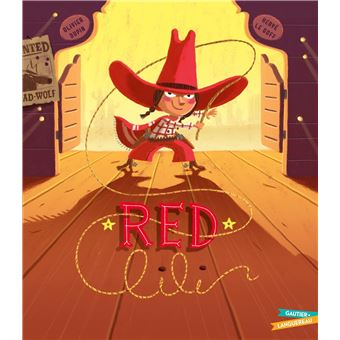 OLIVIER
DUPIN
HERVÉ
LE GOFF
NTED
AD-WOLF
RED
Lili
GAUTIER-
LANGUEREAU